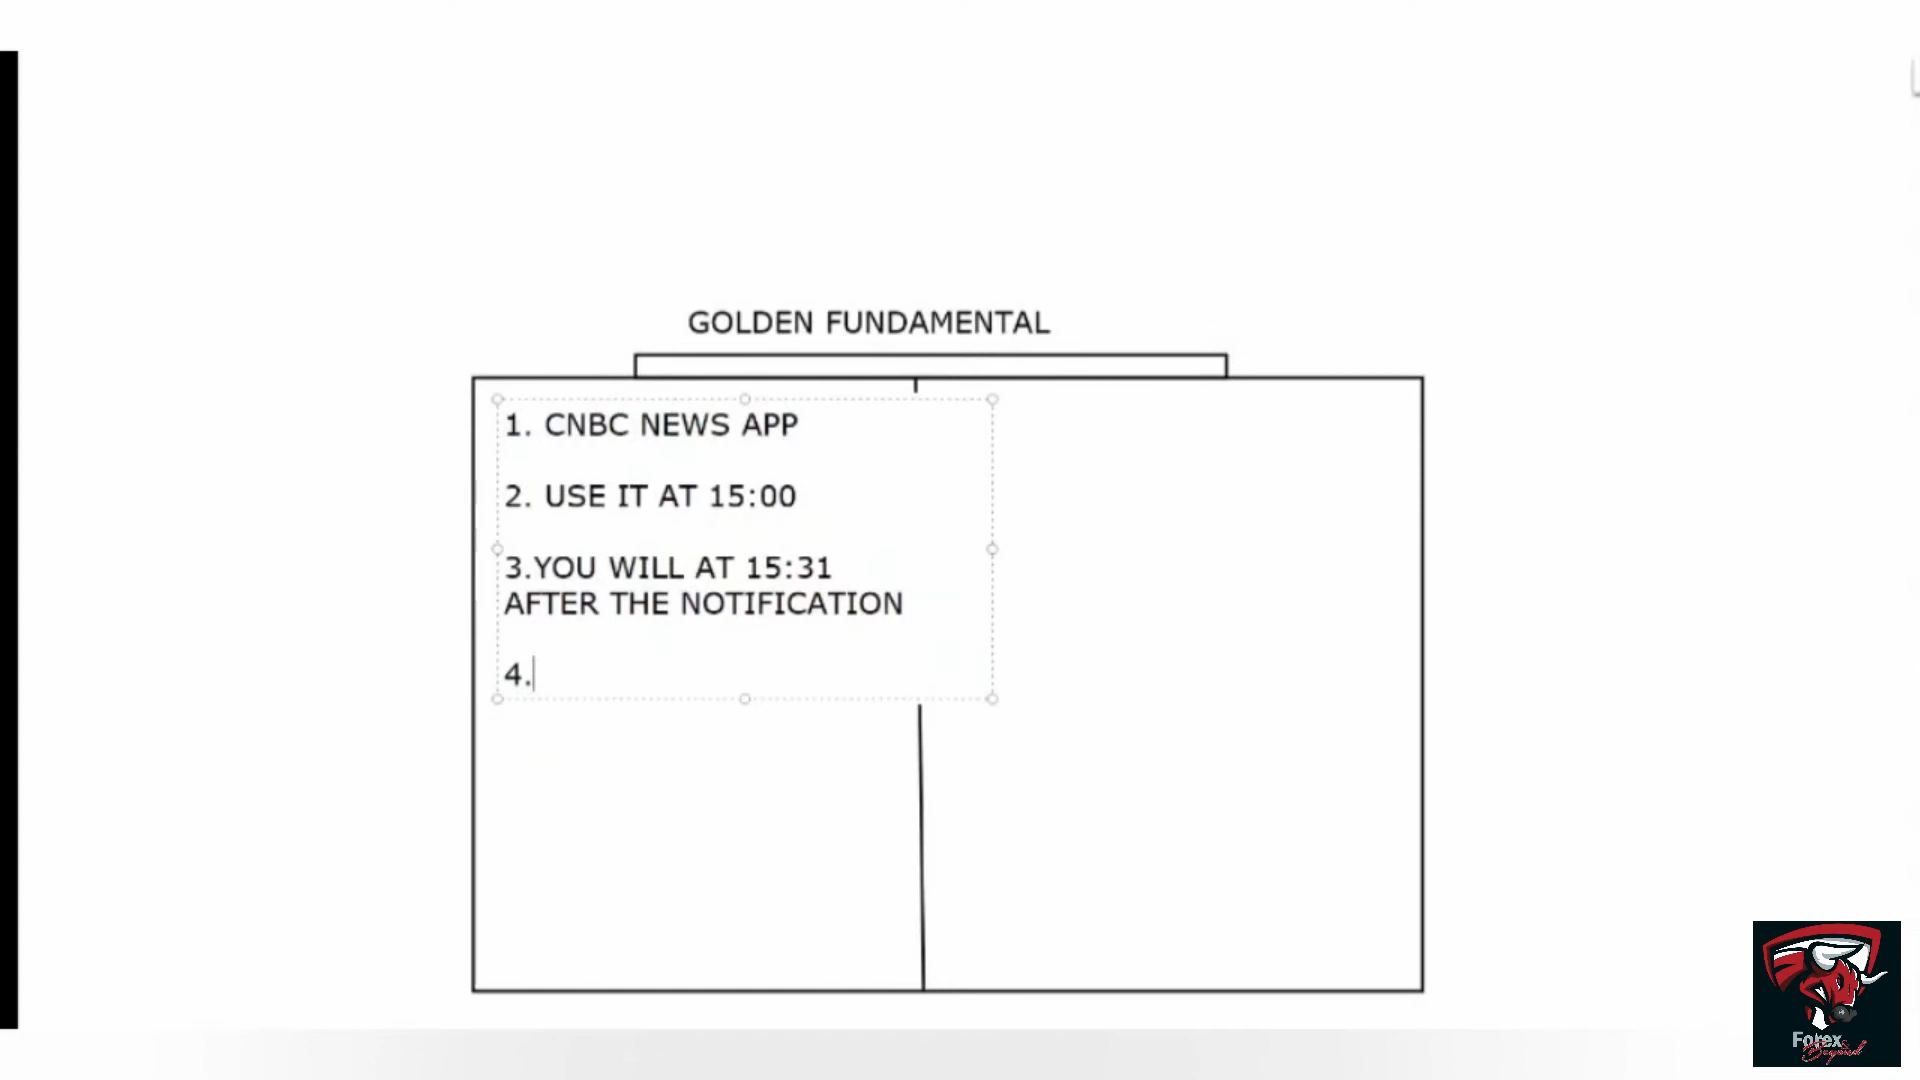 GOLDEN FUNDAMENTAL
1. CNBC NEWS APP
2. USE IT AT 15:00
3.YOU WILL AT 15:31
AFTER THE NOTIFICATION
4.
Forex
Beyond